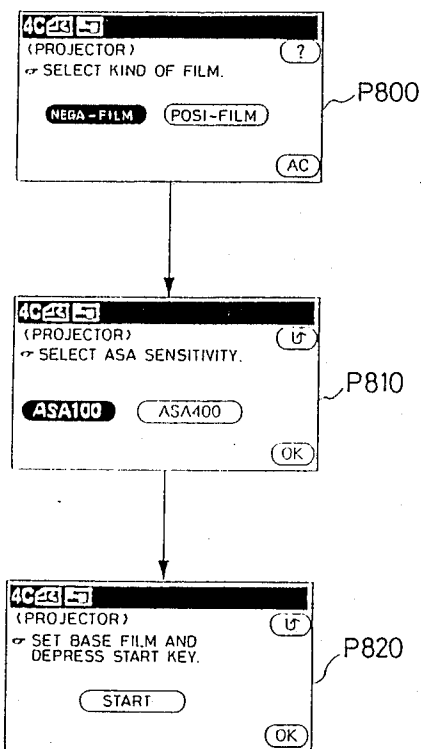 4C
(PROJECTOR) ?
☞ SELECT KIND OF FILM.
NEGA-FILM POSI-FILM
P800
AC
4C
(PROJECTOR)
☞ SELECT ASA SENSITIVITY.
P810
ASA100 ASA400
OK
4C
(PROJECTOR)
☞ SET BASE FILM AND
DEPRESS START KEY.
P820
START
OK